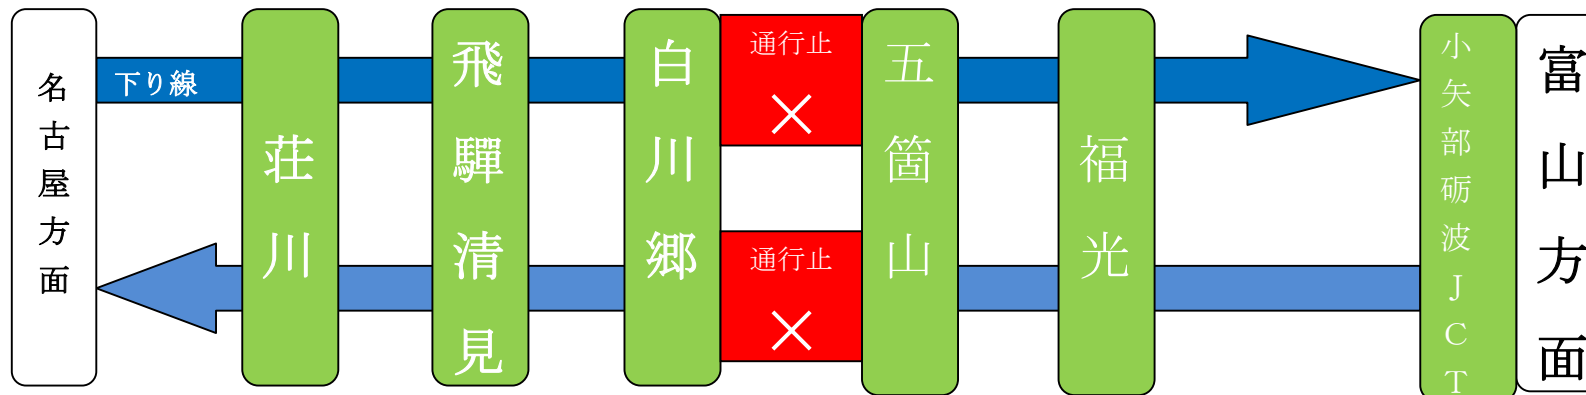 名古屋方面
下り線
荘川
飛騨清見
白川郷
通行止
×
通行止
×
五箇山
福光
小矢部砺波JCT
富山方面